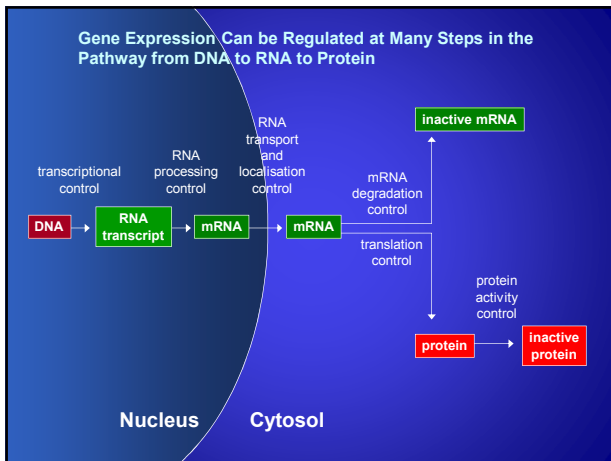 Gene Expression Can be Regulated at Many Steps in the
Pathway from DNA to RNA to Protein
transcriptional
control
RNA
processing
control
RNA
transport
and
localisation
control
DNA
RNA
transcript
mRNA
mRNA
inactive mRNA
mRNA
degradation
control
translation
control
protein
activity
control
protein
inactive
protein
Nucleus
Cytosol